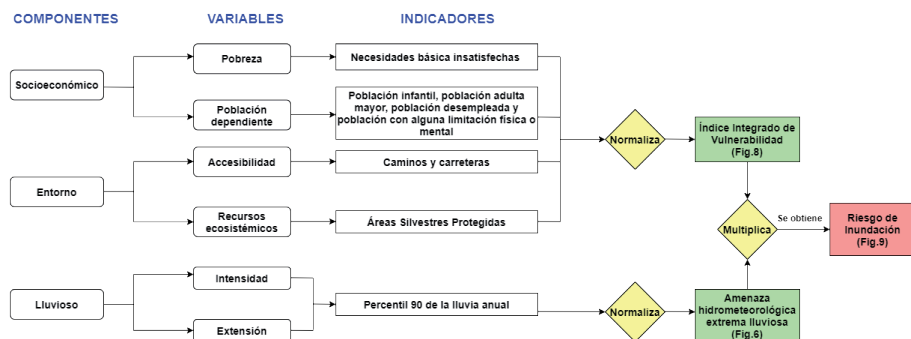 COMPONENTES
VARIABLES
INDICADORES
Socioeconómico
Pobreza
Necesidades básica insatisfechas
Población
dependiente
Población infantil, población adulta
mayor, población desempleada y
población con alguna limitación física o
mental
Entorno
Accesibilidad
Caminos y carreteras
Recursos
ecosistémicos
Áreas Silvestres Protegidas
Normaliza
Índice Integrado de
Vulnerabilidad
(Fig.8)
Multiplica
Se obtiene
Riesgo de
Inundación
(Fig.9)
Lluvioso
Intensidad
Extensión
Percentil 90 de la lluvia anual
Normaliza
Amenaza
hidrometeorológica
extrema lluviosa
(Fig.6)